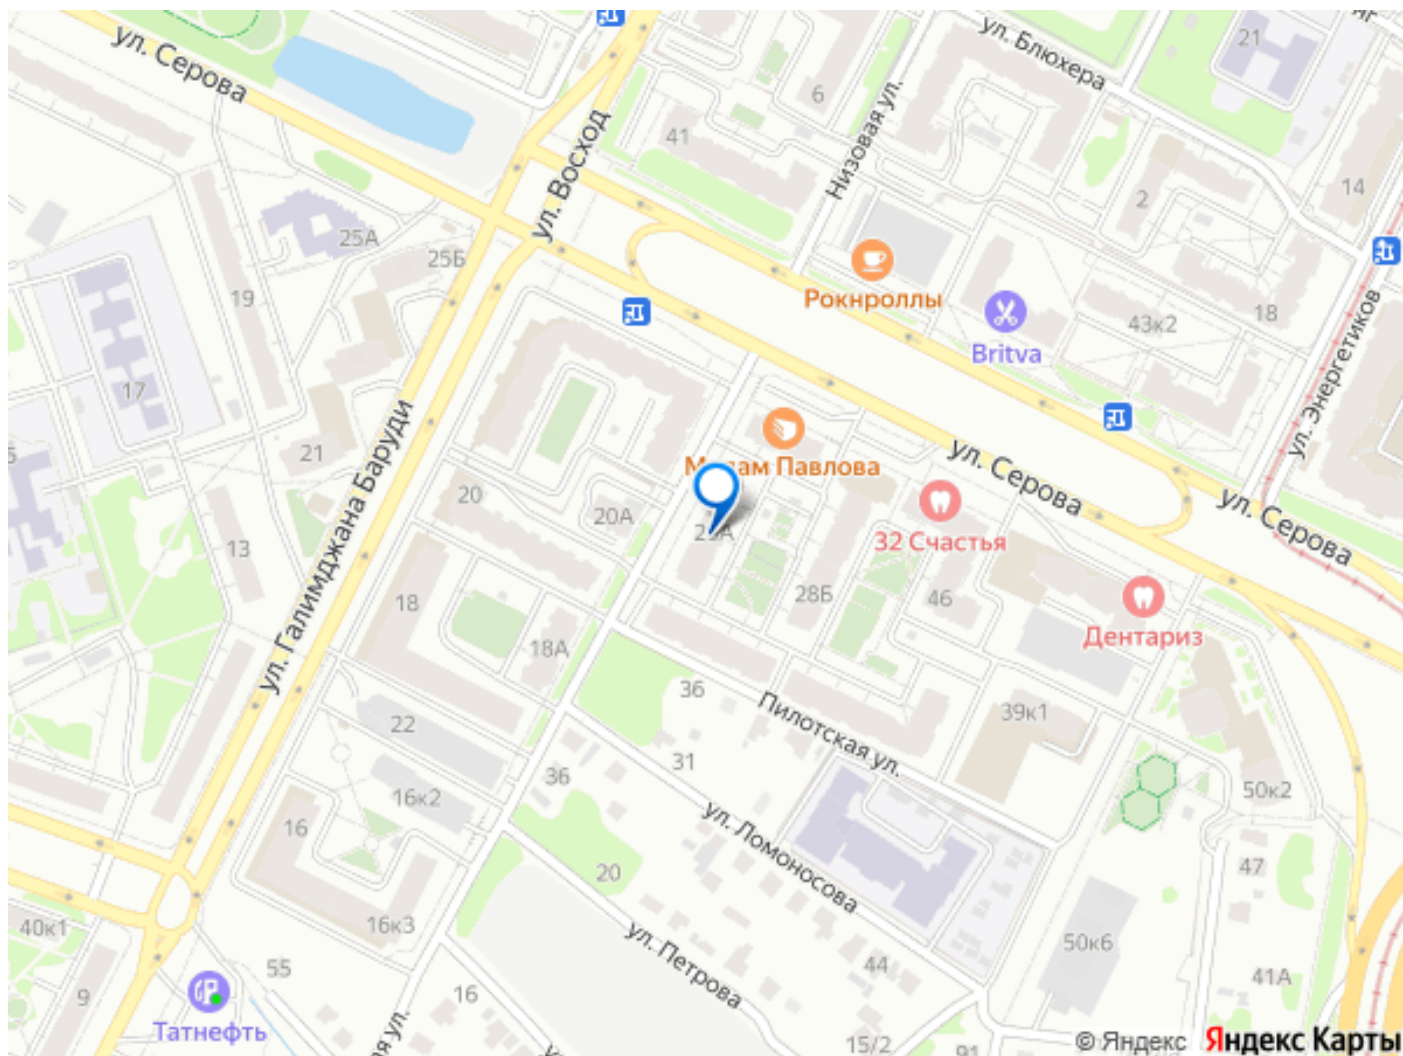 ул. Серова
ул. Восход
ул. Блюхера
21
6
41
Низовая ул.
14
2
25А
25Б
19
Рокнроллы
Britva
43к2
18
ул. Энергетиков
17
ул. Галимджана Баруди
21
Павлова
ул. Серова
ул. Серова
20
20А
13
32 Счастья
18
28Б
46
Дентариз
18А
36
Пилотская ул.
39к1
22
31
36
16к2
50к2
16
ул. Ломоносова
20
47
16к3
40к1
ул. Петрова
50к6
55
44
41А
9
16
Татнефть
15/2
91
© Яндекс Яндекс Карты